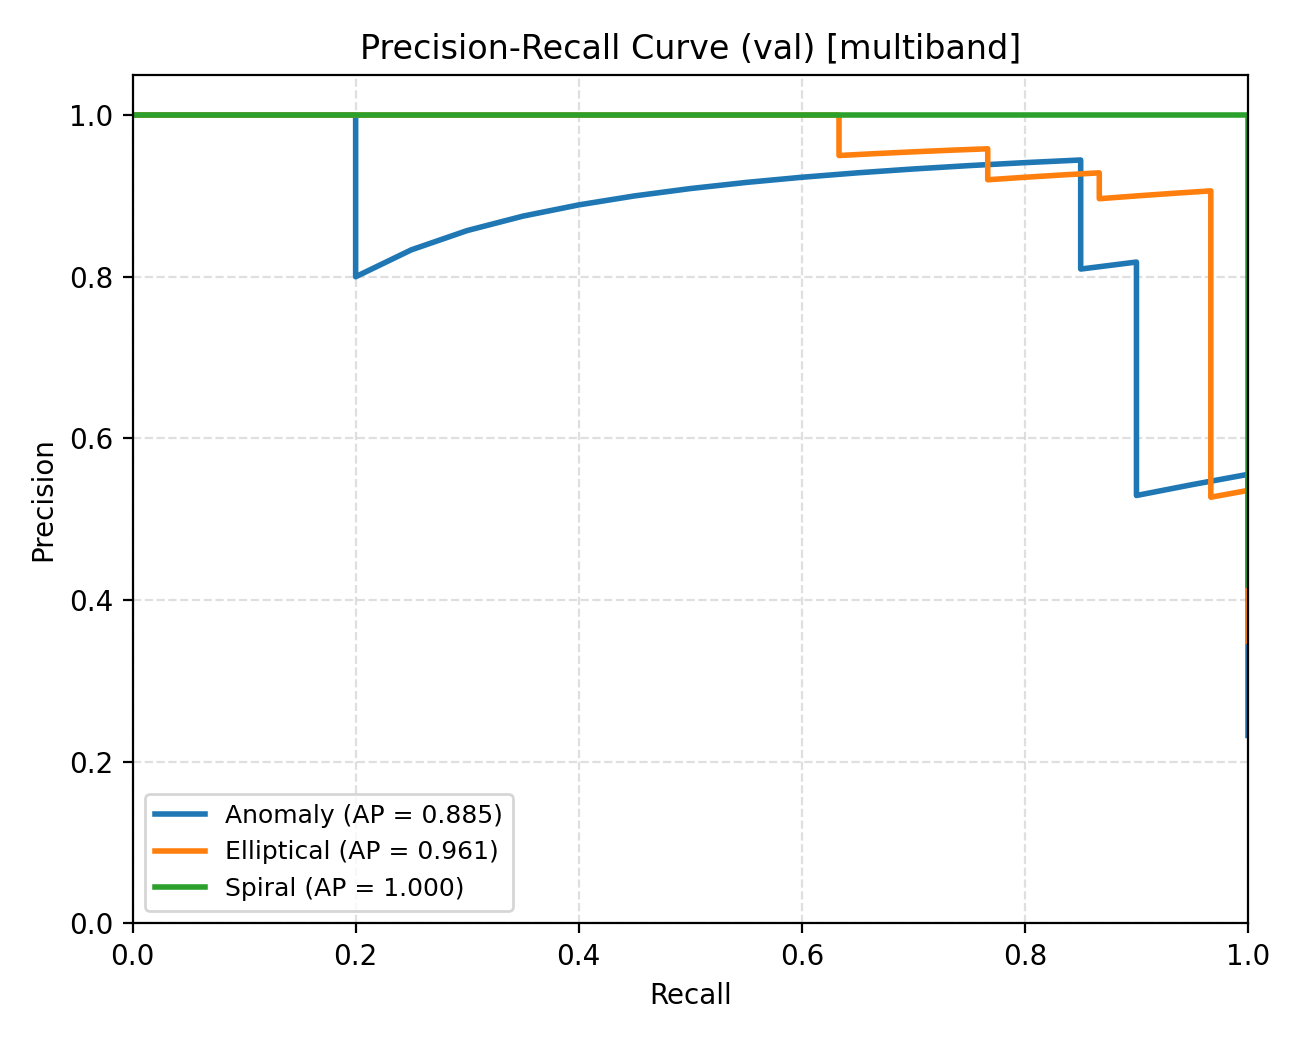 Precision-Recall Curve (val) [multiband]
1.0
0.8
0.6
0.4
0.2
0.0
Precision
Anomaly (AP = 0.885)
Elliptical (AP = 0.961)
Spiral (AP = 1.000)
0.0 0.2 0.4 0.6 0.8 1.0
Recall